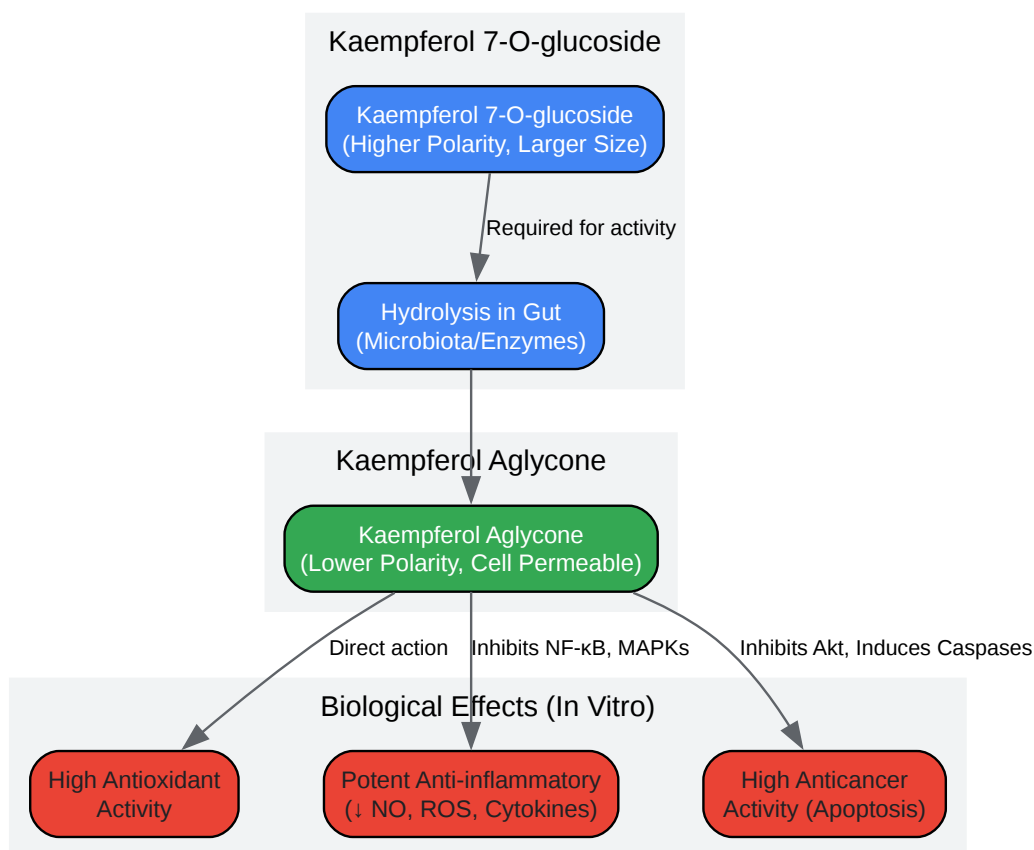 Kaempferol 7-O-glucoside
Kaempferol 7-O-glucoside
(Higher Polarity, Larger Size)
Required for activity
Hydrolysis in Gut
(Microbiota/Enzymes)
Kaempferol Aglycone
Kaempferol Aglycone
(Lower Polarity, Cell Permeable)
Direct action
Inhibits NF-κB, MAPKs
Inhibits Akt, Induces Caspases
Biological Effects (In Vitro)
High Antioxidant
Activity
Potent Anti-inflammatory
(↓ NO, ROS, Cytokines)
High Anticancer
Activity (Apoptosis)